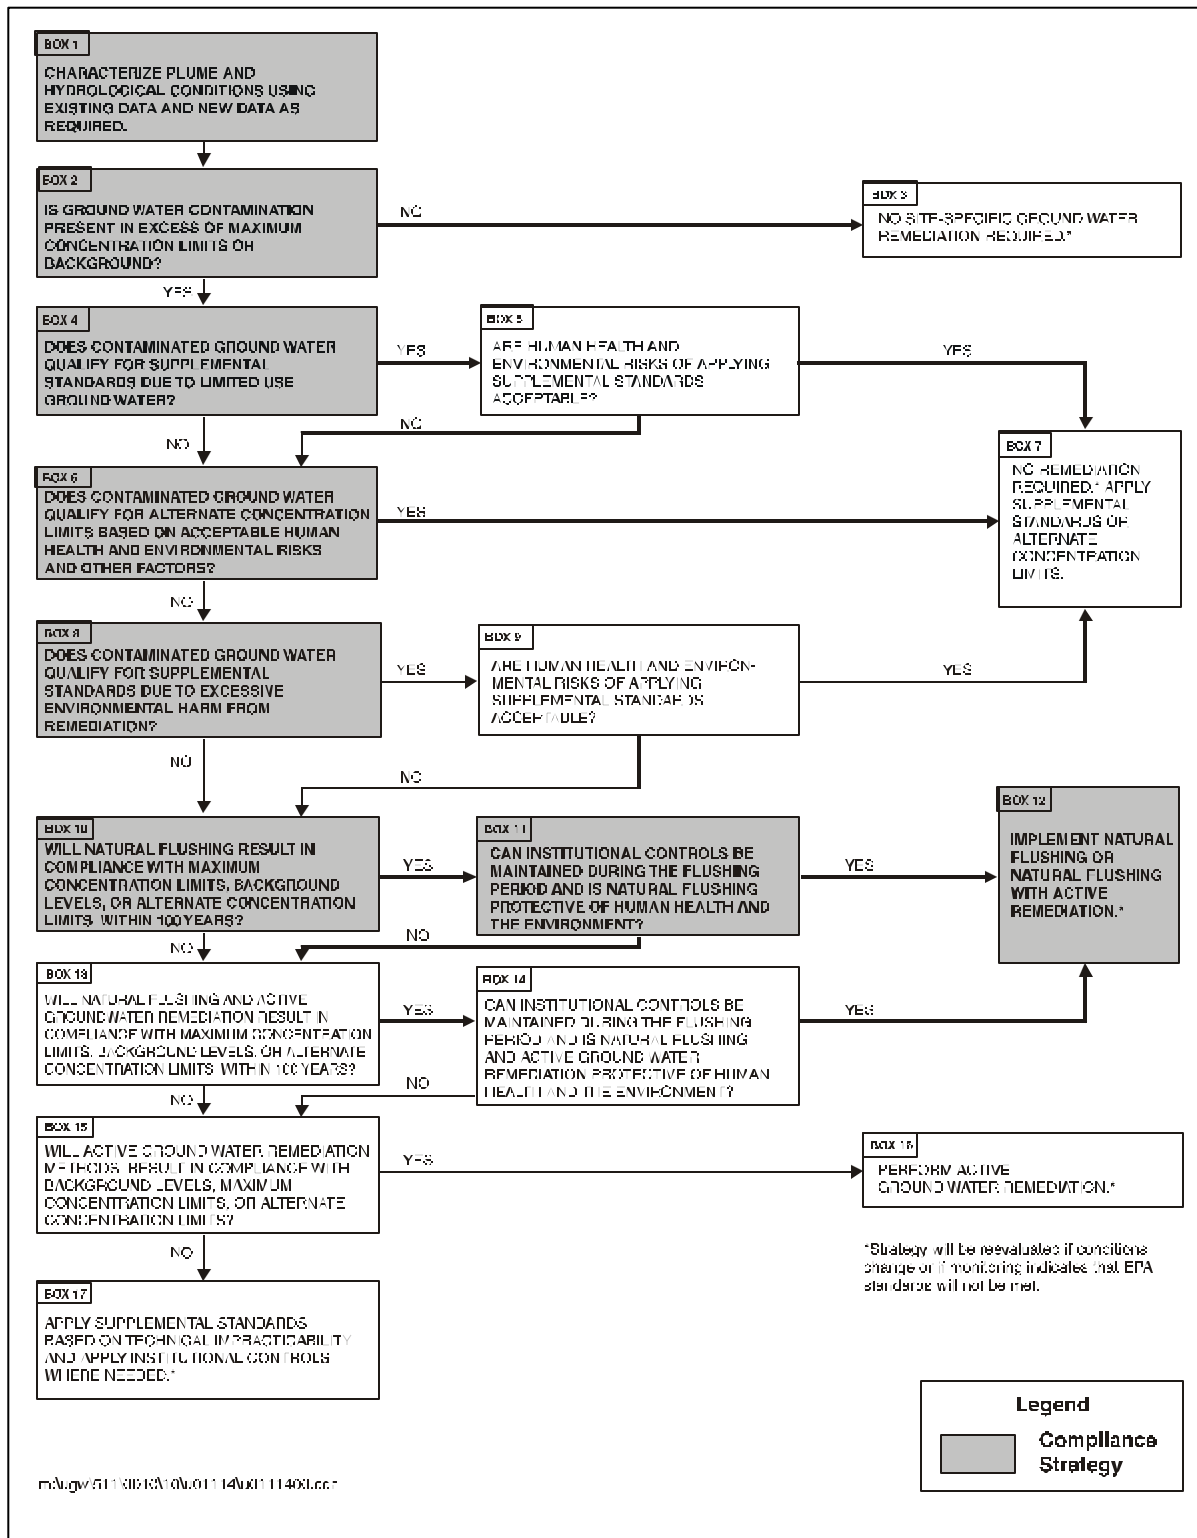 BOX 1
CHARACTERIZE PLUME AND
HYDROLOGICAL CONDITIONS USING
EXISTING DATA AND NEW DATA AS
REQUIRED.
BOX 2
IS GROUND WATER CONTAMINATION
PRESENT IN EXCESS OF MAXIMUM
CONCENTRATION LIMITS OR
BACKGROUND?
NO
BOX 3
NO SITE-SPECIFIC GROUND WATER
REMEDIATION REQUIRED.*
YES
BOX 4
DOES CONTAMINATED GROUND WATER
QUALIFY FOR SUPPLEMENTAL
STANDARDS DUE TO LIMITED USE
GROUND WATER?
YES
BOX 5
ARE HUMAN HEALTH AND
ENVIRONMENTAL RISKS OF APPLYING
SUPPLEMENTAL STANDARDS
ACCEPTABLE?
YES
NO
NO
BOX 6
DOES CONTAMINATED GROUND WATER
QUALIFY FOR ALTERNATE CONCENTRATION
LIMITS BASED ON ACCEPTABLE HUMAN
HEALTH AND ENVIRONMENTAL RISKS
AND OTHER FACTORS?
YES
BOX 7
NO REMEDIATION
REQUIRED.* APPLY
SUPPLEMENTAL
STANDARDS OR
ALTERNATE
CONCENTRATION
LIMITS.
NO
BOX 8
DOES CONTAMINATED GROUND WATER
QUALIFY FOR SUPPLEMENTAL
STANDARDS DUE TO EXCESSIVE
ENVIRONMENTAL HARM FROM
REMEDIATION?
YES
BOX 9
ARE HUMAN HEALTH AND ENVIRON-
MENTAL RISKS OF APPLYING
SUPPLEMENTAL STANDARDS
ACCEPTABLE?
YES
NO
NO
BOX 10
WILL NATURAL FLUSHING RESULT IN
COMPLIANCE WITH MAXIMUM
CONCENTRATION LIMITS, BACKGROUND
LEVELS, OR ALTERNATE CONCENTRATION
LIMITS WITHIN 100 YEARS?
YES
BOX 11
CAN INSTITUTIONAL CONTROLS BE
MAINTAINED DURING THE FLUSHING
PERIOD AND IS NATURAL FLUSHING
PROTECTIVE OF HUMAN HEALTH AND
THE ENVIRONMENT?
YES
BOX 12
IMPLEMENT NATURAL
FLUSHING OR
NATURAL FLUSHING
WITH ACTIVE
REMEDIATION.*
NO
NO
BOX 13
WILL NATURAL FLUSHING AND ACTIVE
GROUND WATER REMEDIATION RESULT IN
COMPLIANCE WITH MAXIMUM CONCENTRATION
LIMITS, BACKGROUND LEVELS, OR ALTERNATE
CONCENTRATION LIMITS WITHIN 100 YEARS?
YES
BOX 14
CAN INSTITUTIONAL CONTROLS BE
MAINTAINED DURING THE FLUSHING
PERIOD AND IS NATURAL FLUSHING
AND ACTIVE GROUND WATER
REMEDIATION PROTECTIVE OF HUMAN
HEALTH AND THE ENVIRONMENT?
YES
NO
NO
BOX 15
WILL ACTIVE GROUND WATER REMEDIATION
METHODS RESULT IN COMPLIANCE WITH
BACKGROUND LEVELS, MAXIMUM
CONCENTRATION LIMITS, OR ALTERNATE
CONCENTRATION LIMITS?
YES
BOX 16
PERFORM ACTIVE
GROUND WATER REMEDIATION.*
NO
*Strategy will be reevaluated if conditions
change or if monitoring indicates that EPA
standards will not be met.
BOX 17
APPLY SUPPLEMENTAL STANDARDS
BASED ON TECHNICAL IMPRACTICABILITY
AND APPLY INSTITUTIONAL CONTROLS
WHERE NEEDED.*
Legend
Compliance
Strategy